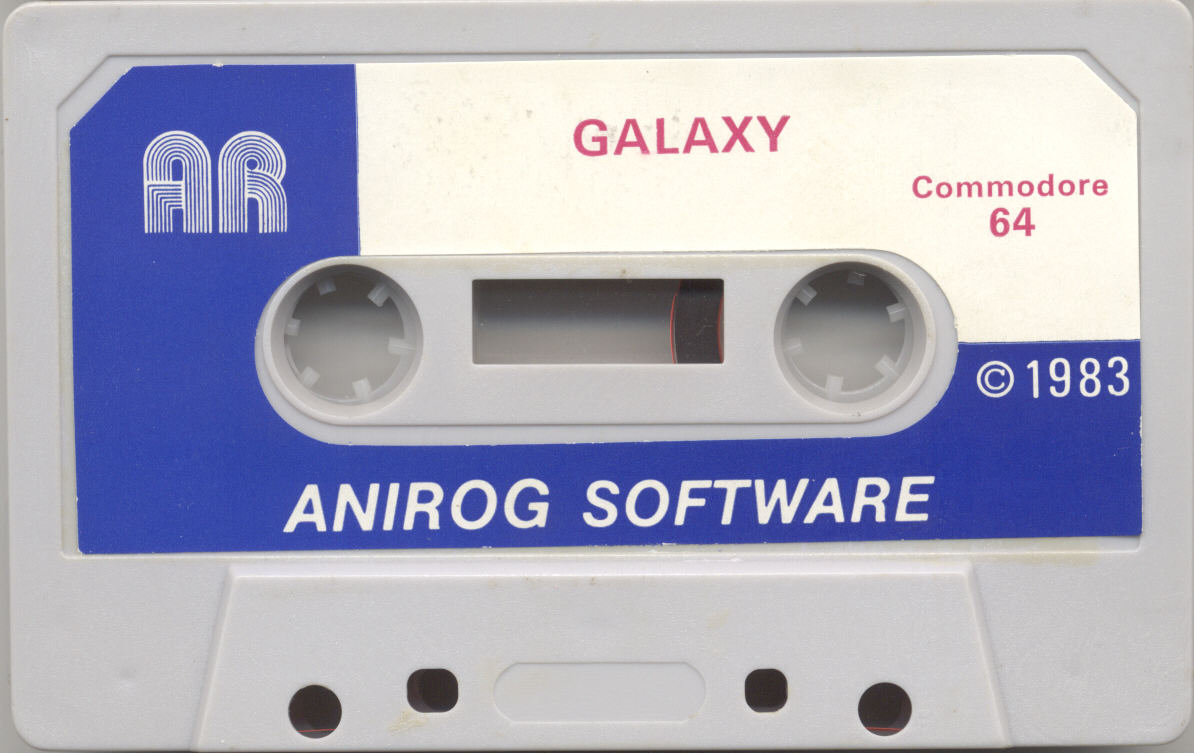 AR
GALAXY
Commodore
64
© 1983
ANIROG SOFTWARE